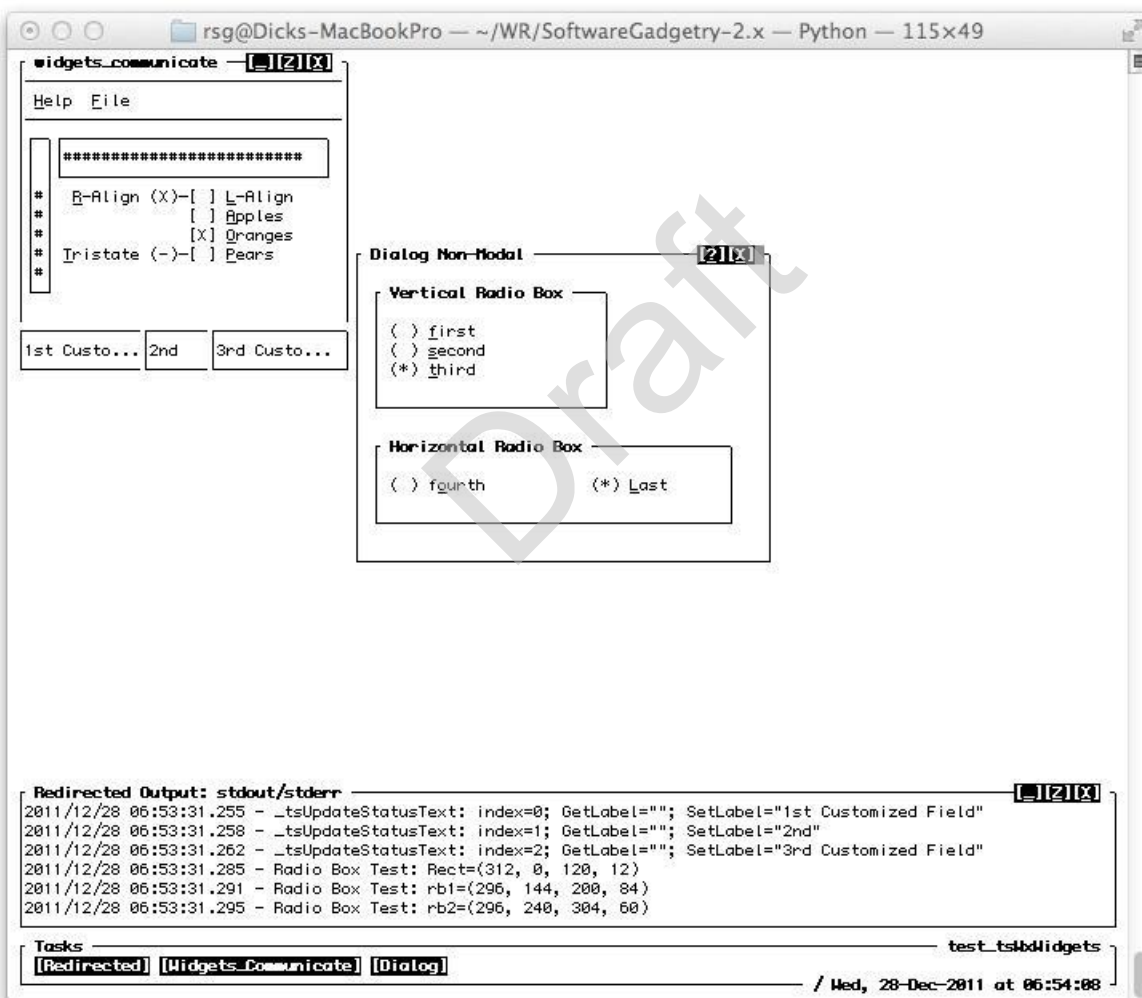 rsg@Dicks-MacBookPro — ~/WR/SoftwareGadgetry-2.x — Python — 115×49
widgets_communicate [_][Z][X]
Help File
#########################
# R-Align (X)-[ ] L-Align
# [ ] Apples
# [X] Oranges
# Tristate (-)-[ ] Pears
#
1st Custo... 2nd 3rd Custo...
Dialog Non-Modal [?][X]
Vertical Radio Box
( ) first
( ) second
(*) third
Horizontal Radio Box
( ) fourth (*) Last
Draft
Redirected Output: stdout/stderr [_][Z][X]
2011/12/28 06:53:31.255 - _tsUpdateStatusText: index=0; GetLabel=""; SetLabel="1st Customized Field"
2011/12/28 06:53:31.258 - _tsUpdateStatusText: index=1; GetLabel=""; SetLabel="2nd"
2011/12/28 06:53:31.262 - _tsUpdateStatusText: index=2; GetLabel=""; SetLabel="3rd Customized Field"
2011/12/28 06:53:31.285 - Radio Box Test: Rect=(312, 0, 120, 12)
2011/12/28 06:53:31.291 - Radio Box Test: rb1=(296, 144, 200, 84)
2011/12/28 06:53:31.295 - Radio Box Test: rb2=(296, 240, 304, 60)
Tasks test_tsWxWidgets
[Redirected] [Widgets_Communicate] [Dialog]
/ Wed, 28-Dec-2011 at 06:54:08